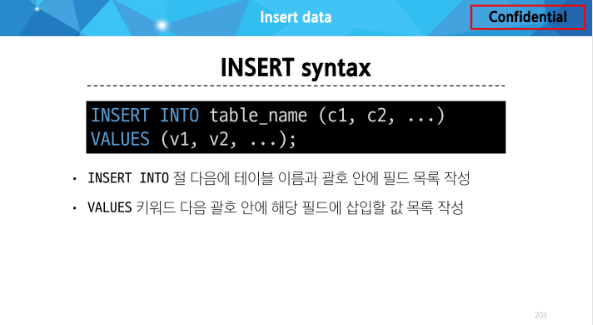 Insert data
Confidential
INSERT syntax
INSERT INTO table_name (c1, c2, ...)
VALUES (v1, v2, ...);
• INSERT INTO 절 다음에 테이블 이름과 괄호 안에 필드 목록 작성
• VALUES 키워드 다음 괄호 안에 해당 필드에 삽입할 값 목록 작성
203